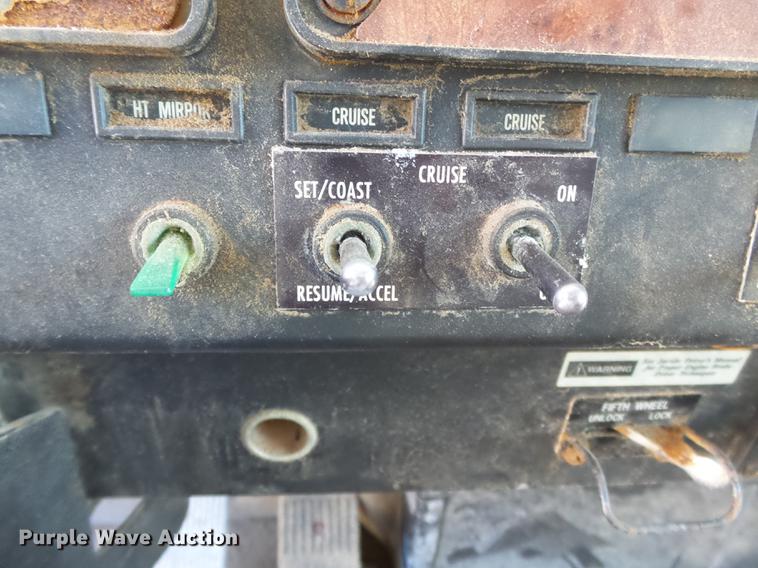 HT MIRROR
CRUISE
CRUISE
CRUISE
SET/COAST
ON
RESUME/ACCEL
WARNING
FIFTH WHEEL
UNLOCK LOCK
Purple Wave Auction